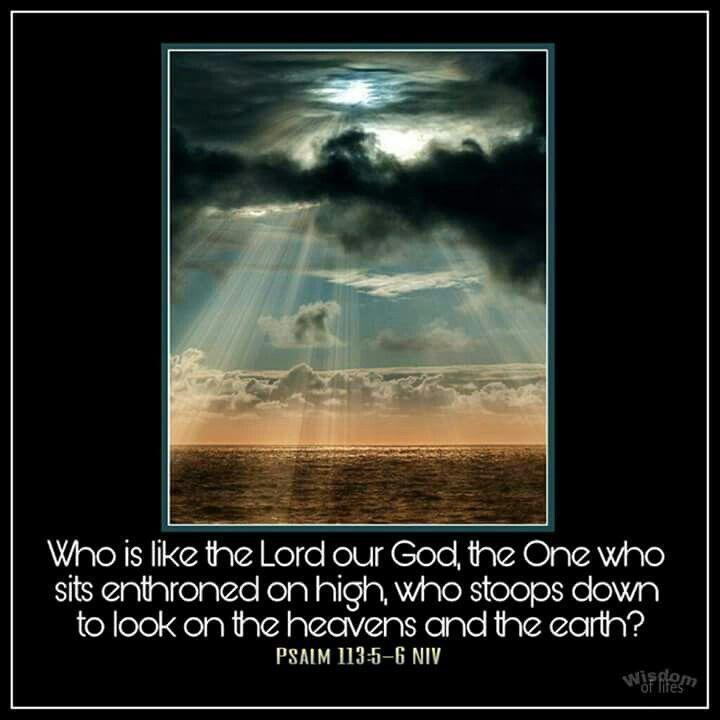 Who is like the Lord our God, the One who
sits enthroned on high, who stoops down
to look on the heavens and the earth?
PSALM 113:5–6 NIV
Wisdom
of lifes